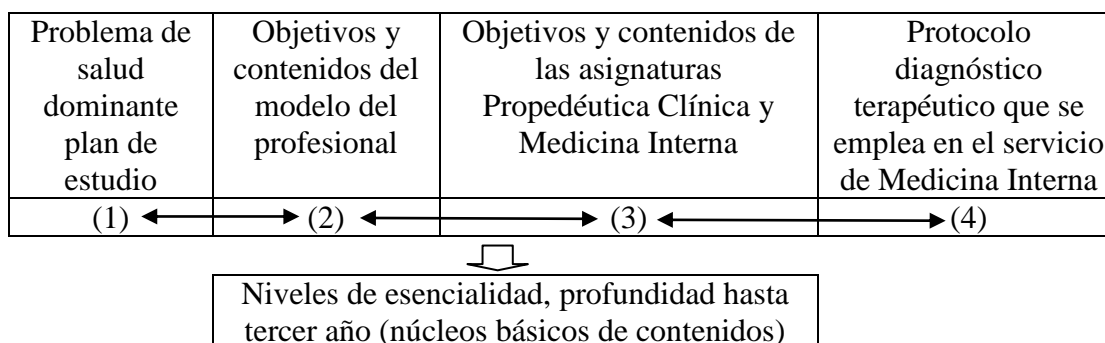 Problema de
salud
dominante
plan de
estudio
Objetivos y
contenidos del
modelo del
profesional
Objetivos y contenidos de
las asignaturas
Propedéutica Clínica y
Medicina Interna
Protocolo
diagnóstico
terapéutico que se
emplea en el servicio
de Medicina Interna
(1)
(2)
(3)
(4)
Niveles de esencialidad, profundidad hasta
tercer año (núcleos básicos de contenidos)